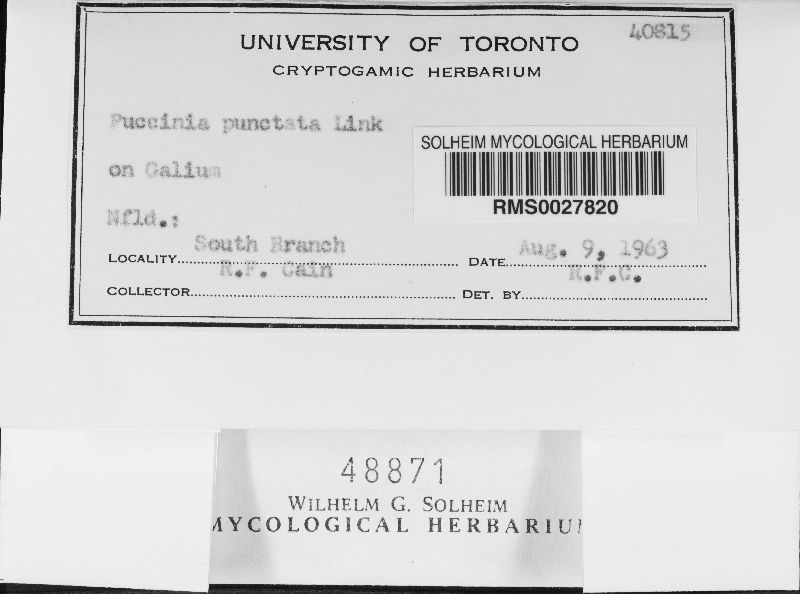 40815
UNIVERSITY OF TORONTO
CRYPTOGAMIC HERBARIUM
Puccinia punctata Link
on Galium
Nfld.:
SOLHEIM MYCOLOGICAL HERBARIUM
RMS0027820
South Branch
LOCALITY
Aug. 9, 1963
DATE
R.F. Cain
COLLECTOR
R.F.C.
DET. BY
48871
WILHELM G. SOLHEIM
MYCOLOGICAL HERBARIUM